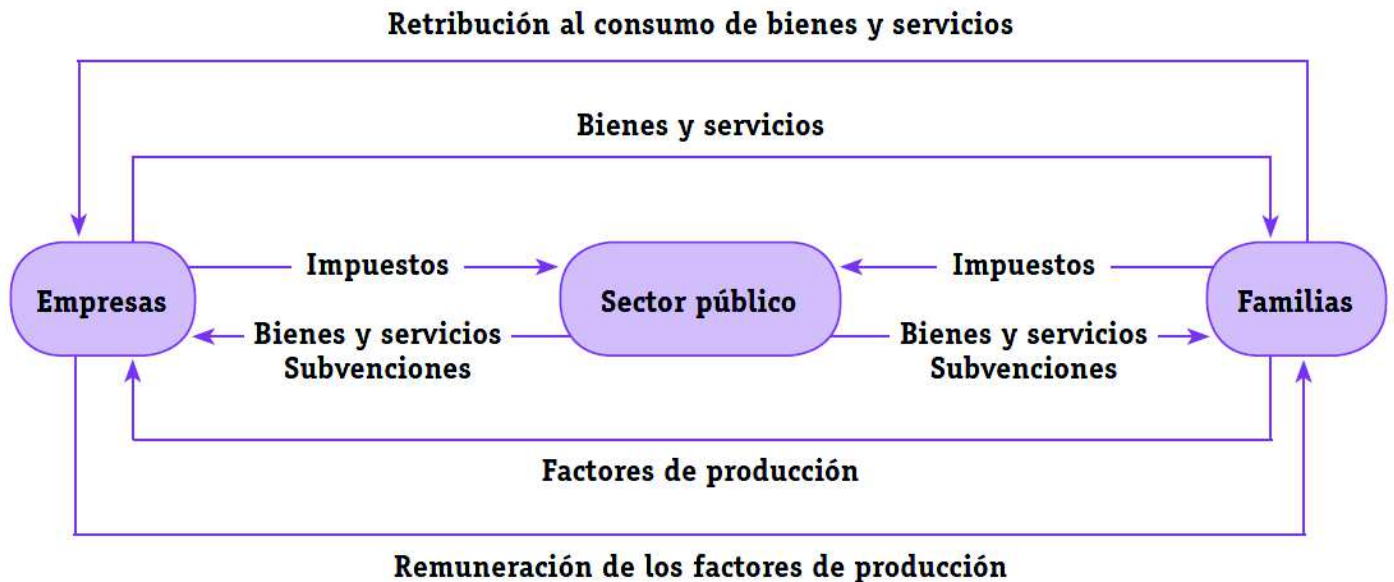 Retribución al consumo de bienes y servicios
Bienes y servicios
Impuestos
Impuestos
Empresas
Sector público
Familias
Bienes y servicios
Subvenciones
Bienes y servicios
Subvenciones
Factores de producción
Remuneración de los factores de producción